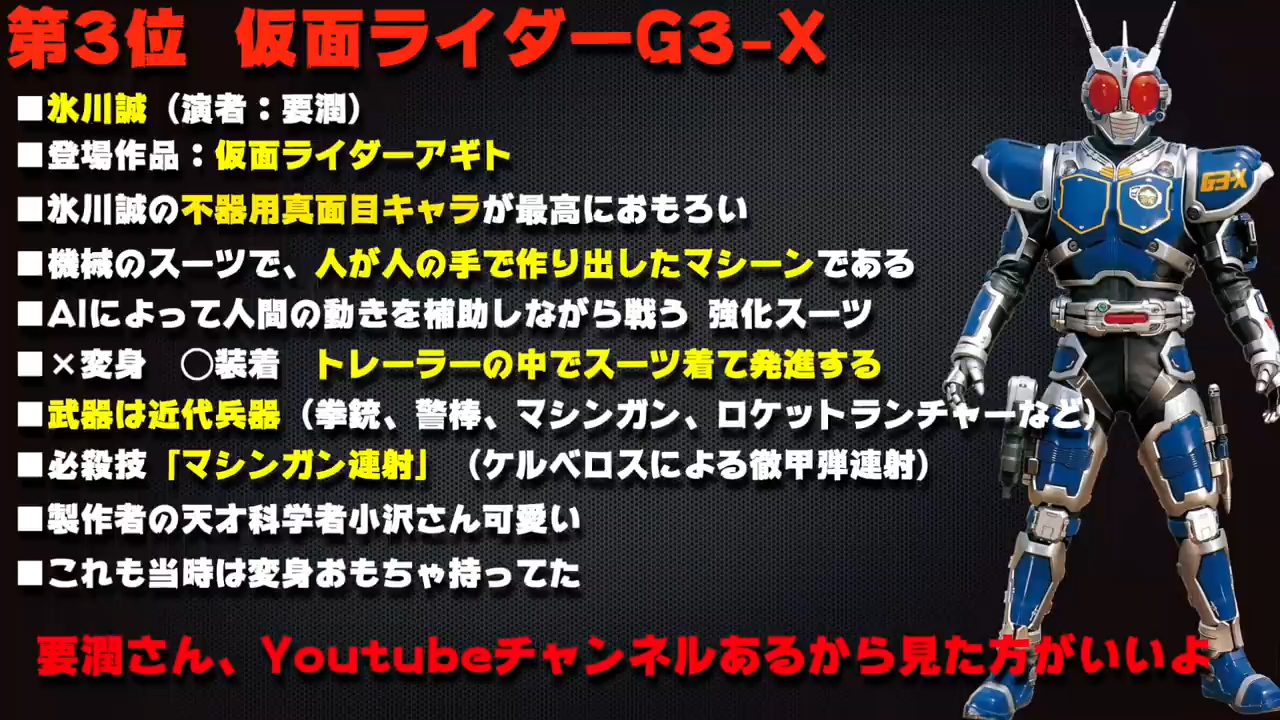 第3位　仮面ライダーG3-X
■氷川誠（演者：要潤）
■登場作品：仮面ライダーアギト
■氷川誠の不器用真面目キャラが最高におもろい
■機械のスーツで、人が人の手で作り出したマシーンである
■AIによって人間の動きを補助しながら戦う 強化スーツ
■×変身　◯装着　トレーラーの中でスーツ着て発進する
■武器は近代兵器（拳銃、警棒、マシンガン、ロケットランチャーなど）
■必殺技「マシンガン連射」（ケルベロスによる徹甲弾連射）
■製作者の天才科学者小沢さん可愛い
■これも当時は変身おもちゃ持ってた
要潤さん、Youtubeチャンネルあるから見た方がいいよ
G3-X